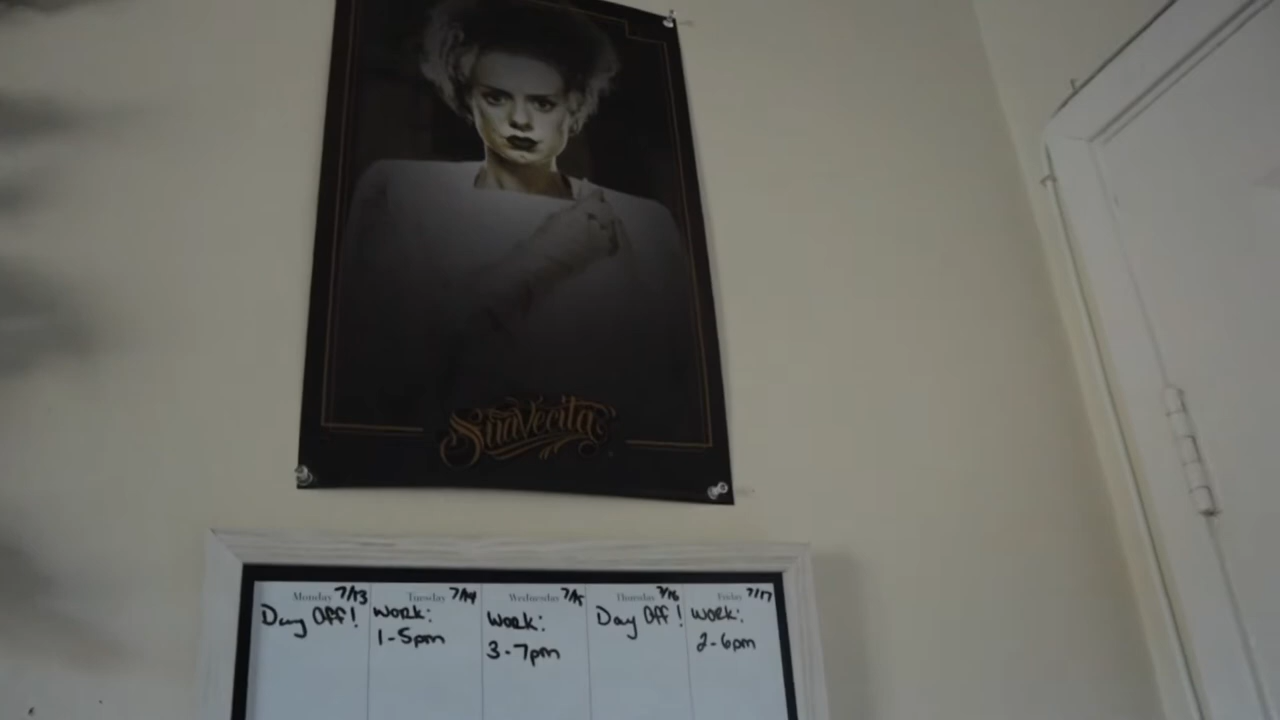 Suavecita
Monday 7/13 Tuesday 7/14 Wednesday 7/15 Thursday 7/16 Friday 7/17
Day Off! Work: Work: Day Off! Work:
1-5pm 3-7pm 2-6pm